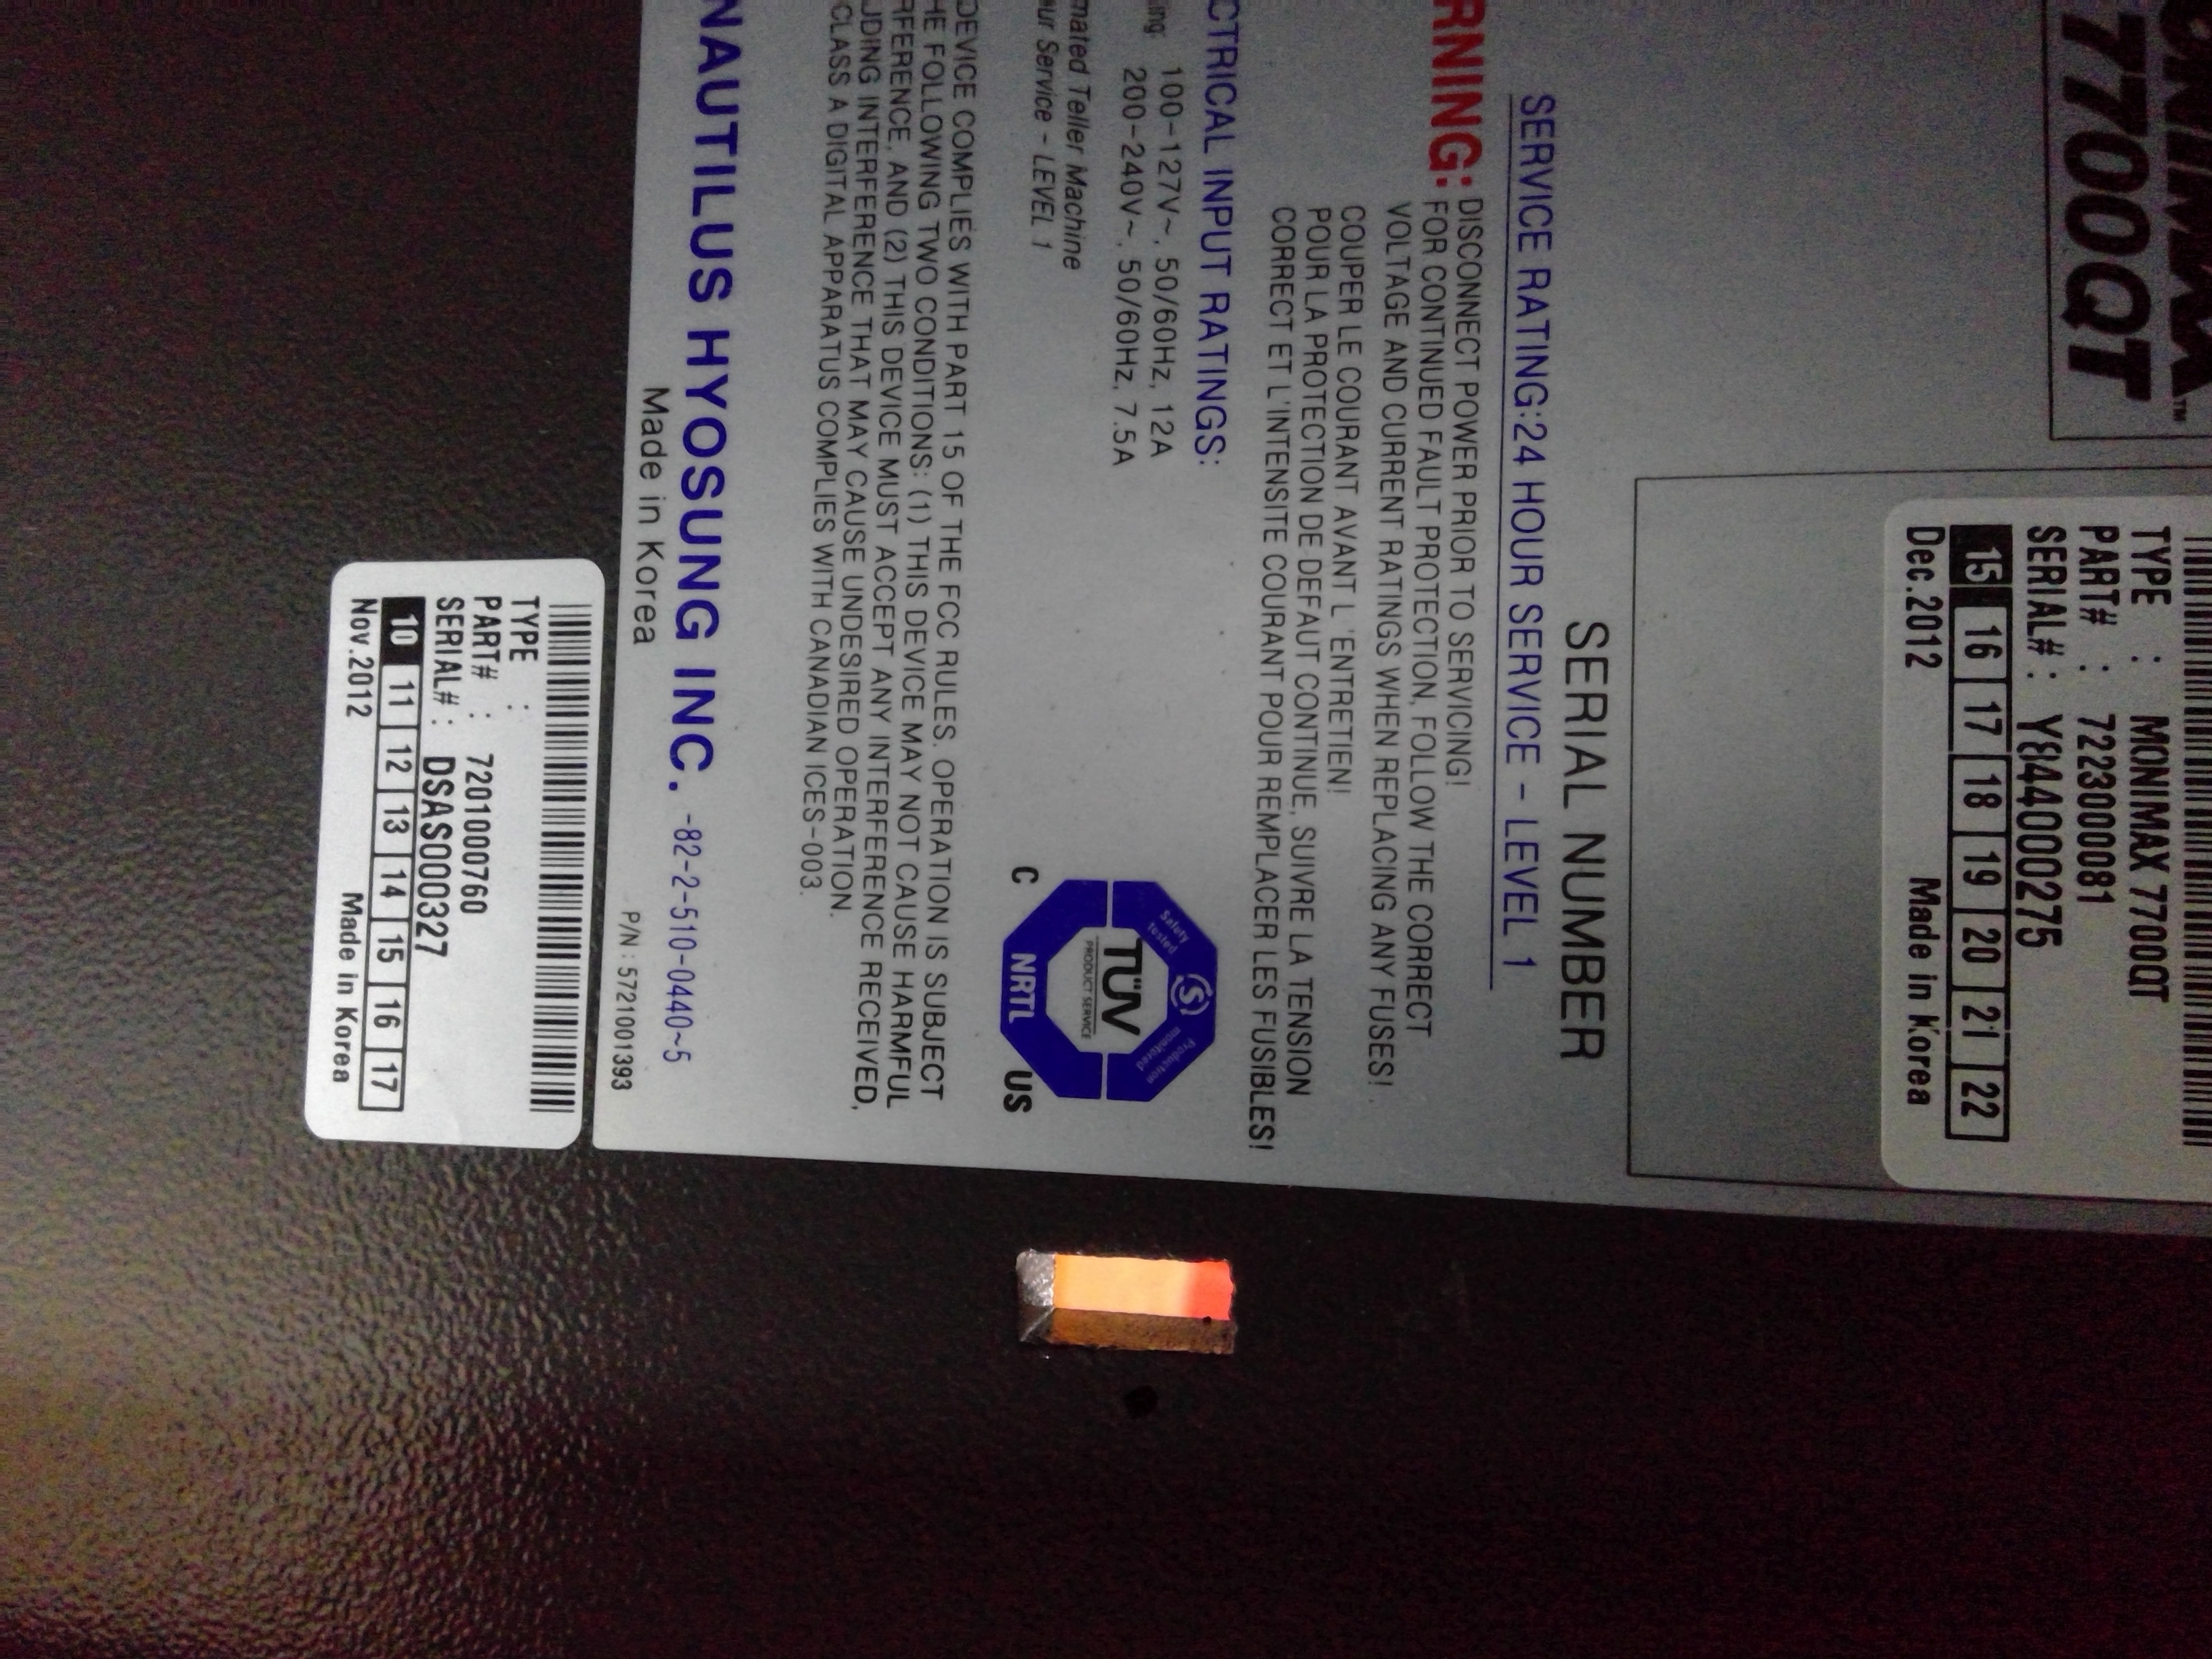 7700QT
TYPE : MONIMAX 7700QT
PART# : 7223000081
SERIAL# : Y844000275
15 16 17 18 19 20 21 22
Dec.2012 Made in Korea
SERIAL NUMBER
SERVICE RATING:24 HOUR SERVICE - LEVEL 1
RNING: DISCONNECT POWER PRIOR TO SERVICING!
FOR CONTINUED FAULT PROTECTION, FOLLOW THE CORRECT
VOLTAGE AND CURRENT RATINGS WHEN REPLACING ANY FUSES!
COUPER LE COURANT AVANT L 'ENTRETIEN!
POUR LA PROTECTION DE DEFAUT CONTINUE, SUIVRE LA TENSION
CORRECT ET L'INTENSITE COURANT POUR REMPLACER LES FUSIBLES!
CTRICAL INPUT RATINGS:
ing 100-127V~, 50/60Hz, 12A
200-240V~, 50/60Hz, 7.5A
mated Teller Machine
ur Service - LEVEL 1
Safety tested
Production monitored
TÜV
PRODUCT SERVICE
C NRTL US
DEVICE COMPLIES WITH PART 15 OF THE FCC RULES. OPERATION IS SUBJECT
HE FOLLOWING TWO CONDITIONS: (1) THIS DEVICE MAY NOT CAUSE HARMFUL
RFERENCE, AND (2) THIS DEVICE MUST ACCEPT ANY INTERFERENCE RECEIVED,
UDING INTERFERENCE THAT MAY CAUSE UNDESIRED OPERATION.
CLASS A DIGITAL APPARATUS COMPLIES WITH CANADIAN ICES-003.
NAUTILUS HYOSUNG INC. -82-2-510-0440~5
Made in Korea
P/N : 5721001393
TYPE :
PART# : 7201000760
SERIAL# : DSAS000327
10 11 12 13 14 15 16 17
Nov.2012 Made in Korea